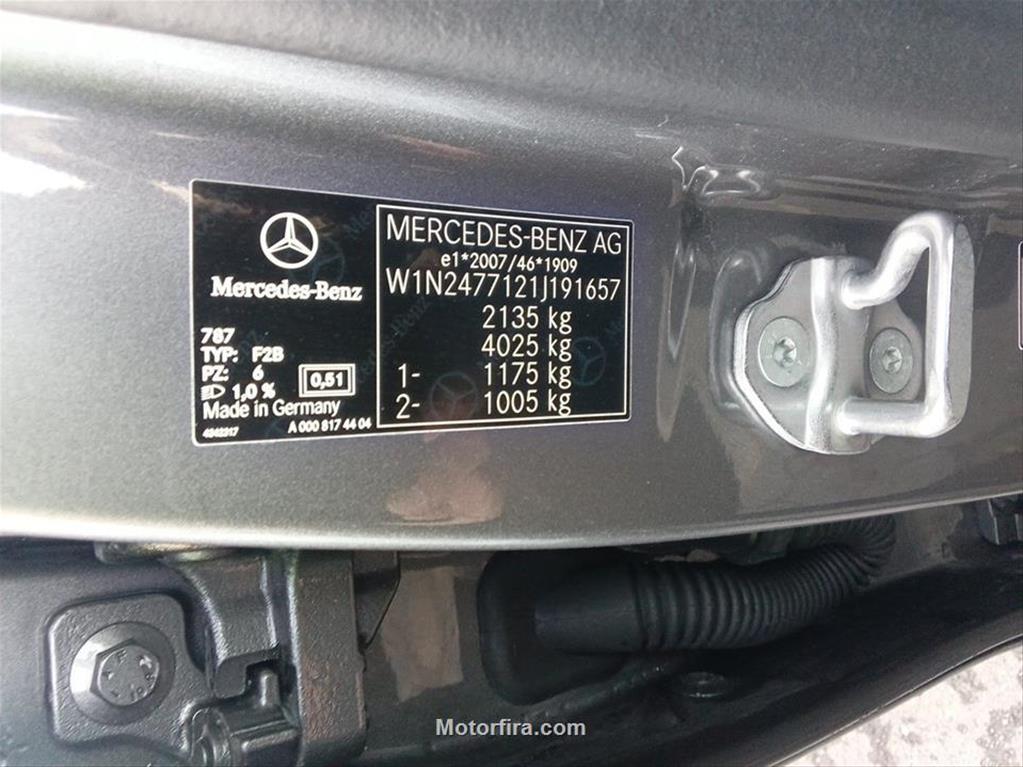 Mercedes-Benz
787
TYP: F2B
PZ: 6
1,0 %
0,51
Made in Germany
A 000 817 44 04
MERCEDES-BENZ AG
e1*2007/46*1909
W1N2477121J191657
2135 kg
4025 kg
1- 1175 kg
2- 1005 kg
Motorfira.com